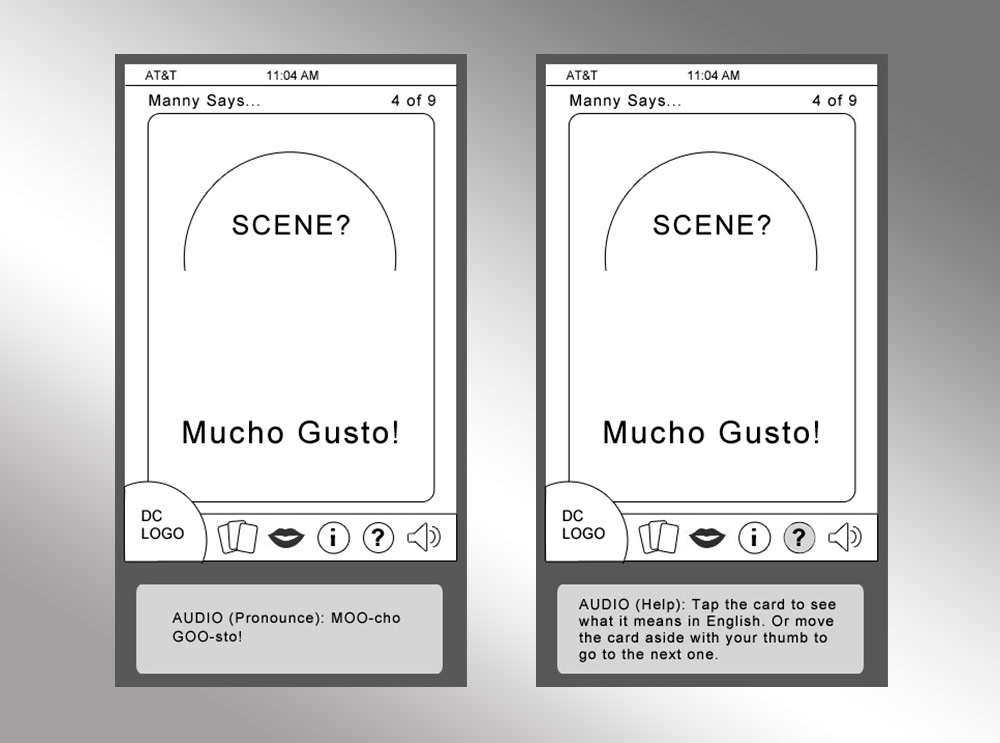 AT&T 11:04 AM
Manny Says... 4 of 9
SCENE?
Mucho Gusto!
DC
LOGO
i ?
AUDIO (Pronounce): MOO-cho
GOO-sto!
AT&T 11:04 AM
Manny Says... 4 of 9
SCENE?
Mucho Gusto!
DC
LOGO
i ?
AUDIO (Help): Tap the card to see
what it means in English. Or move
the card aside with your thumb to
go to the next one.